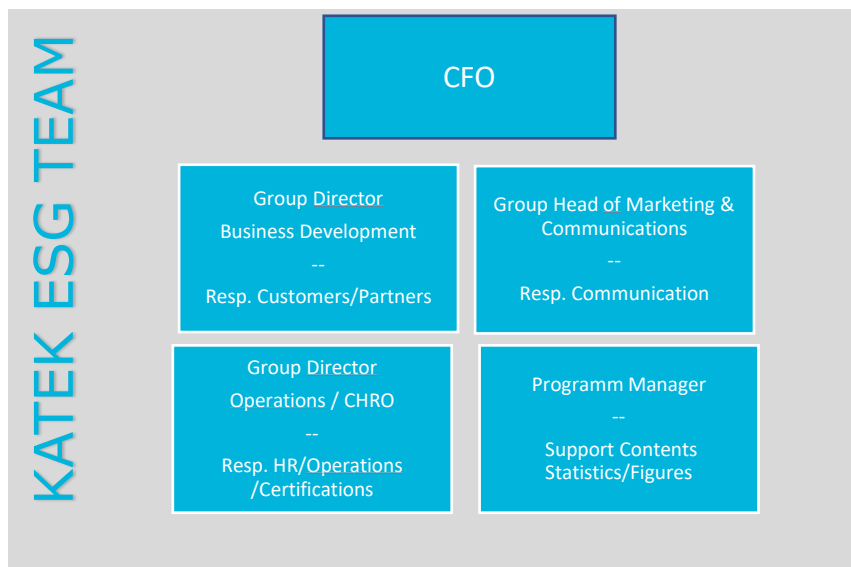 KATEK ESG TEAM
CFO
Group Director
Business Development
--
Resp. Customers/Partners
Group Head of Marketing &
Communications
--
Resp. Communication
Group Director
Operations / CHRO
--
Resp. HR/Operations
/Certifications
Programm Manager
--
Support Contents
Statistics/Figures